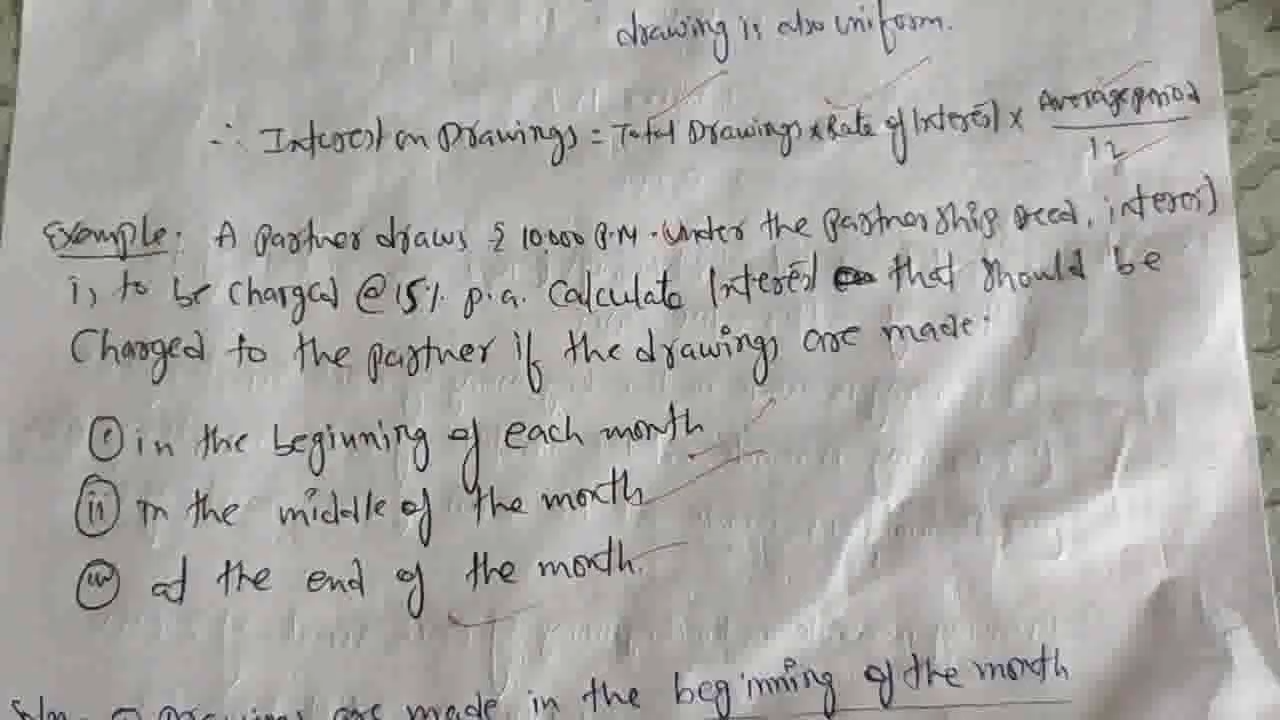 drawing is also uniform.
∴ Interest on Drawings = Total Drawings × Rate of Interest × Average period / 12
Example: A partner draws ₹ 10,000 P.M. Under the partnership deed, interest
is to be charged @ 15% p.a. Calculate Interest that should be
Charged to the partner if the drawings are made:
(i) in the beginning of each month
(ii) in the middle of the month
(iii) at the end of the month.
Soln. Drawings are made in the beginning of the month